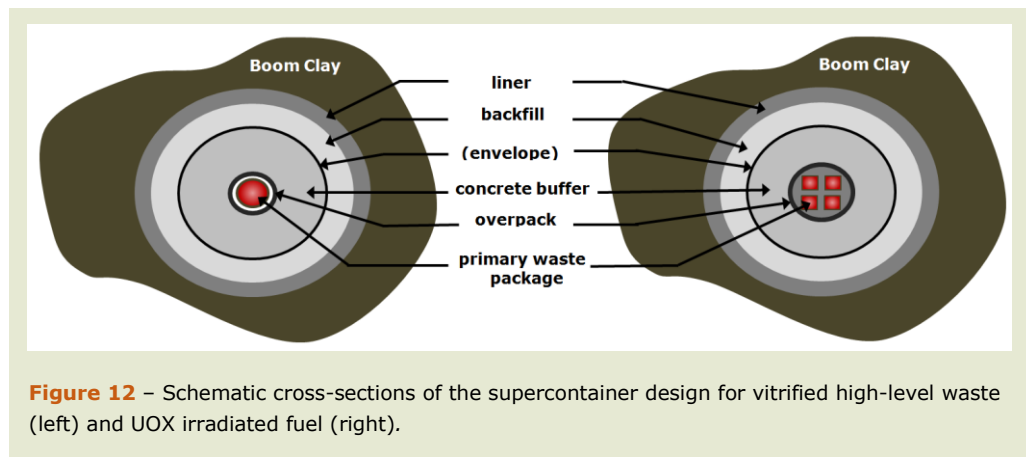 Boom Clay
Boom Clay
liner
backfill
(envelope)
concrete buffer
overpack
primary waste
package
Figure 12 – Schematic cross-sections of the supercontainer design for vitrified high-level waste
(left) and UOX irradiated fuel (right).